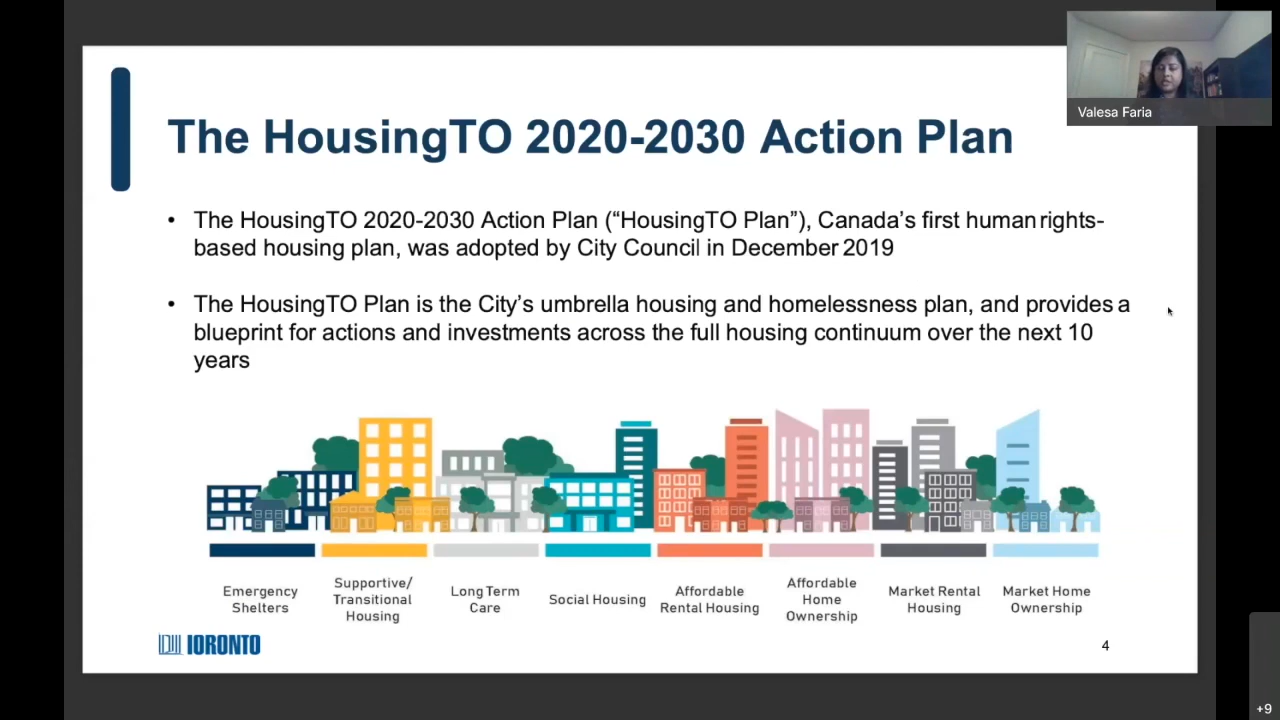 Valesa Faria
The HousingTO 2020-2030 Action Plan
• The HousingTO 2020-2030 Action Plan (“HousingTO Plan”), Canada’s first human rights-
based housing plan, was adopted by City Council in December 2019
• The HousingTO Plan is the City’s umbrella housing and homelessness plan, and provides a
blueprint for actions and investments across the full housing continuum over the next 10
years
Emergency
Shelters
Supportive/
Transitional
Housing
Long Term
Care
Social Housing
Affordable
Rental Housing
Affordable
Home
Ownership
Market Rental
Housing
Market Home
Ownership
TORONTO
4
+9